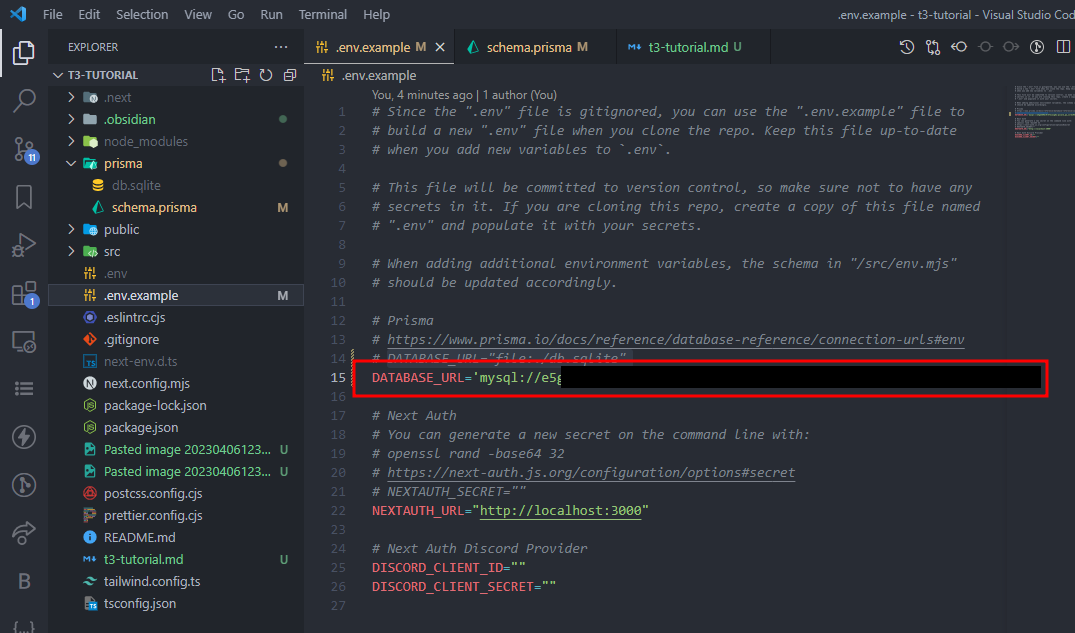 File Edit Selection View Go Run Terminal Help
.env.example - t3-tutorial - Visual Studio Cod
EXPLORER
.env.example M
schema.prisma M
t3-tutorial.md U
T3-TUTORIAL
.env.example
.next
.obsidian
node_modules
prisma
db.sqlite
schema.prisma M
public
src
.env
.env.example M
.eslintrc.cjs
.gitignore
next-env.d.ts
next.config.mjs
package-lock.json
package.json
Pasted image 20230406123... U
Pasted image 20230406123... U
postcss.config.cjs
prettier.config.cjs
README.md
t3-tutorial.md U
tailwind.config.ts
tsconfig.json
11
1
B
You, 4 minutes ago | 1 author (You)
1 # Since the ".env" file is gitignored, you can use the ".env.example" file to
2 # build a new ".env" file when you clone the repo. Keep this file up-to-date
3 # when you add new variables to `.env`.
4
5 # This file will be committed to version control, so make sure not to have any
6 # secrets in it. If you are cloning this repo, create a copy of this file named
7 # ".env" and populate it with your secrets.
8
9 # When adding additional environment variables, the schema in "/src/env.mjs"
10 # should be updated accordingly.
11
12 # Prisma
13 # https://www.prisma.io/docs/reference/database-reference/connection-urls#env
14 # DATABASE_URL="file:./db.sqlite"
15 DATABASE_URL='mysql://e5g
16
17 # Next Auth
18 # You can generate a new secret on the command line with:
19 # openssl rand -base64 32
20 # https://next-auth.js.org/configuration/options#secret
21 # NEXTAUTH_SECRET=""
22 NEXTAUTH_URL="http://localhost:3000"
23
24 # Next Auth Discord Provider
25 DISCORD_CLIENT_ID=""
26 DISCORD_CLIENT_SECRET=""
27